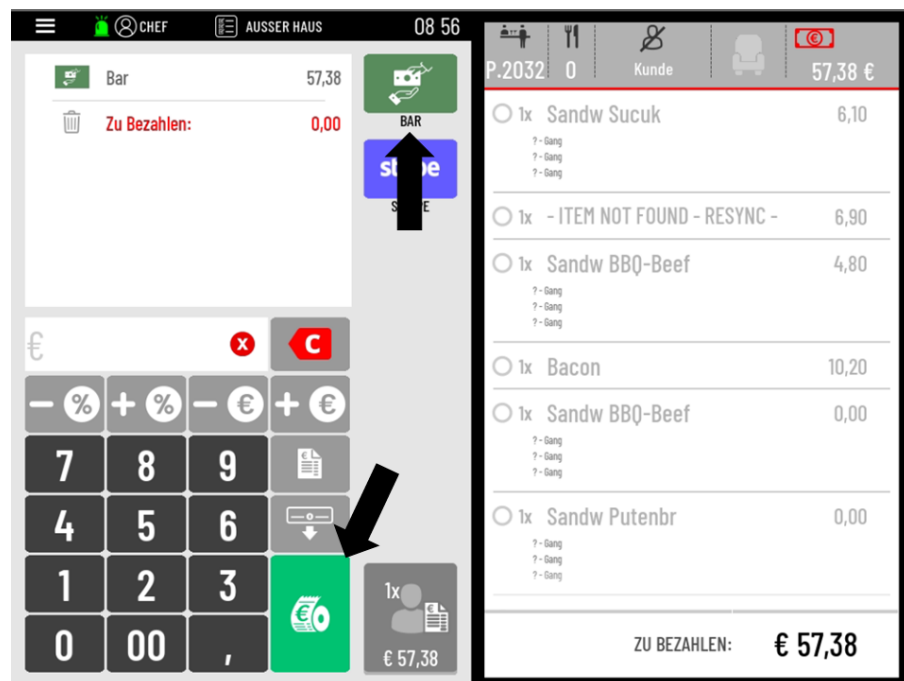 CHEF
AUSSER HAUS
08 56
Bar 57,38
Zu Bezahlen: 0,00
BAR
€
C
- % + % - € + €
7 8 9
4 5 6
1 2 3
0 00 ,
1x
€ 57,38
P.2032 0 Kunde 57,38 €
1x Sandw Sucuk 6,10
? - Gang
? - Gang
? - Gang
1x - ITEM NOT FOUND - RESYNC - 6,90
1x Sandw BBQ-Beef 4,80
? - Gang
? - Gang
? - Gang
1x Bacon 10,20
1x Sandw BBQ-Beef 0,00
? - Gang
? - Gang
? - Gang
1x Sandw Putenbr 0,00
? - Gang
? - Gang
? - Gang
ZU BEZAHLEN: € 57,38